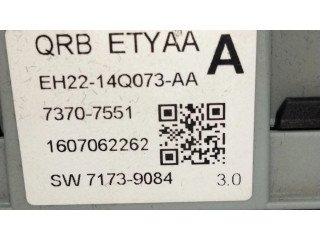 QRB ETYAA A
EH22-14Q073-AA
7370-7551
1607062262
SW 7173-9084 3.0